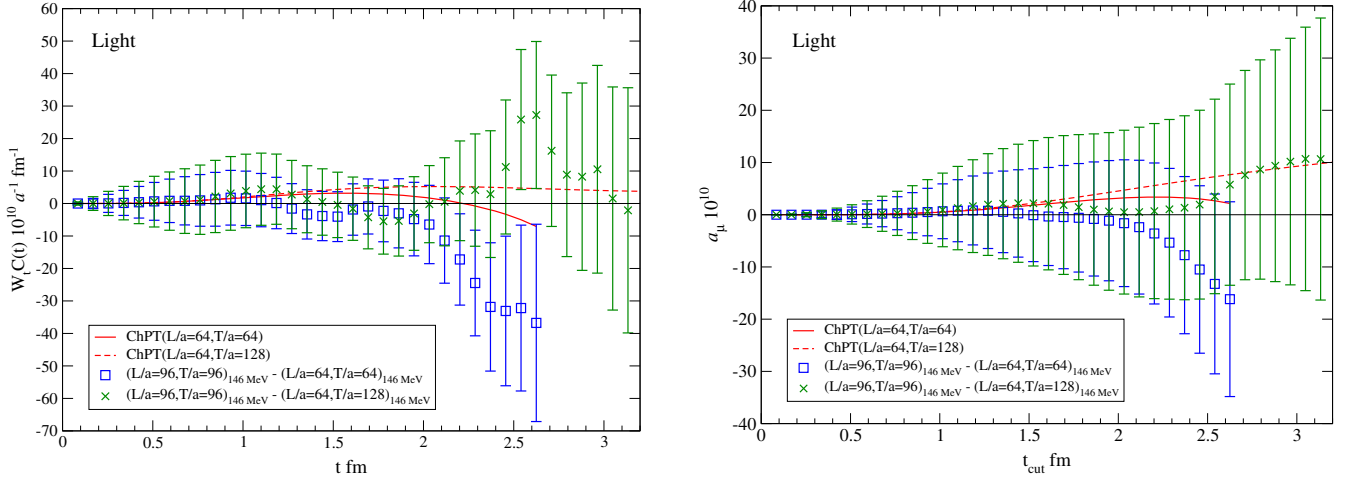 60
50
40
30
20
10
0
-10
-20
-30
-40
-50
-60
-70
W_t C(t) 10^10 a^-1 fm^-1
Light
ChPT(L/a=64,T/a=64)
ChPT(L/a=64,T/a=128)
(L/a=96,T/a=96)_146 MeV - (L/a=64,T/a=64)_146 MeV
(L/a=96,T/a=96)_146 MeV - (L/a=64,T/a=128)_146 MeV
0 0.5 1 1.5 2 2.5 3
t fm
40
30
20
10
0
-10
-20
-30
-40
a_μ 10^10
Light
ChPT(L/a=64,T/a=64)
ChPT(L/a=64,T/a=128)
(L/a=96,T/a=96)_146 MeV - (L/a=64,T/a=64)_146 MeV
(L/a=96,T/a=96)_146 MeV - (L/a=64,T/a=128)_146 MeV
0 0.5 1 1.5 2 2.5 3
t_cut fm